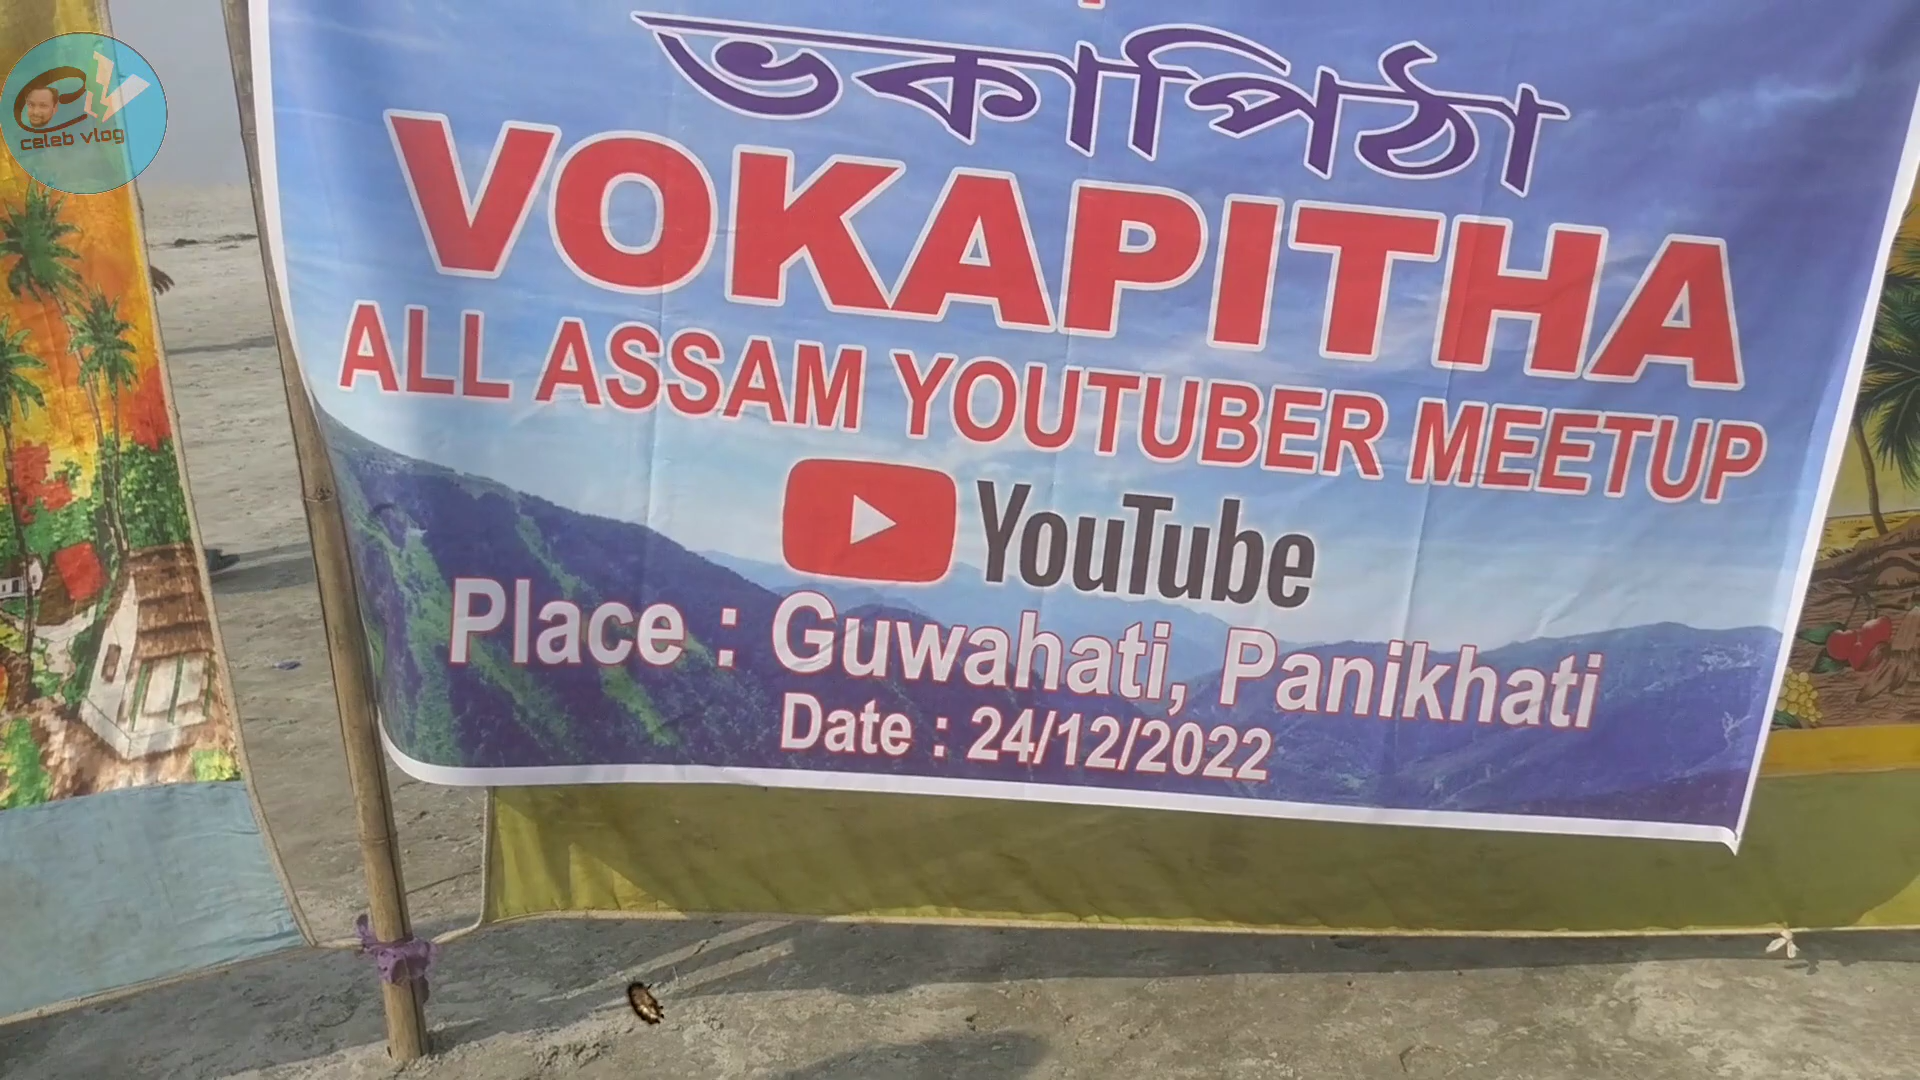 celeb vlog
ভকাপিঠা
VOKAPITHA
ALL ASSAM YOUTUBER MEETUP
YouTube
Place : Guwahati, Panikhati
Date : 24/12/2022